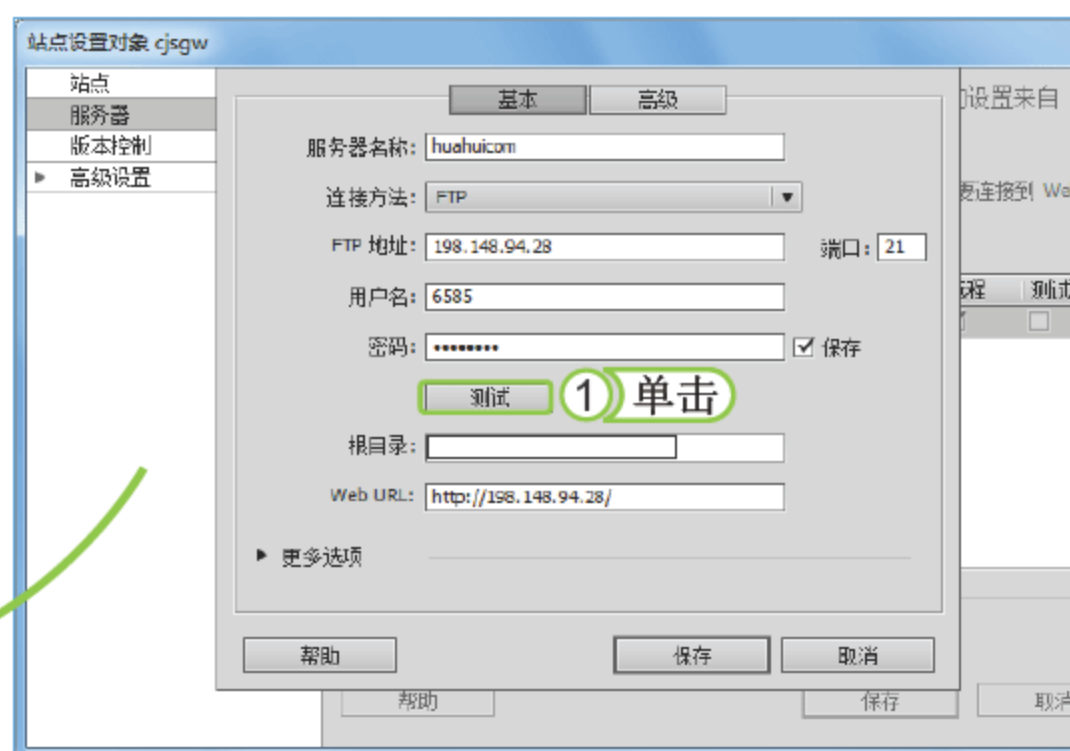 站点设置对象 cjsgw
站点
服务器
版本控制
高级设置
基本 高级
服务器名称: huahuicom
连接方法: FTP
FTP 地址: 198.148.94.28 端口: 21
用户名: 6585
密码: •••••••• 保存
测试 1 单击
根目录:
Web URL: http://198.148.94.28/
更多选项
帮助 保存 取消
设置来自
要连接到 We
程 测试
帮助 保存 取消